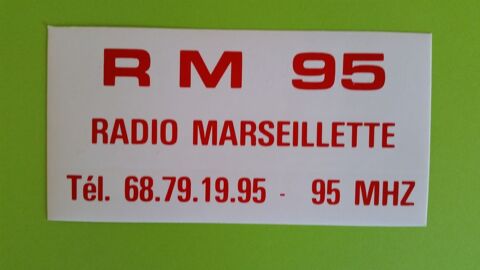 R M 95
RADIO MARSEILLETTE
Tél. 68.79.19.95 - 95 MHZ